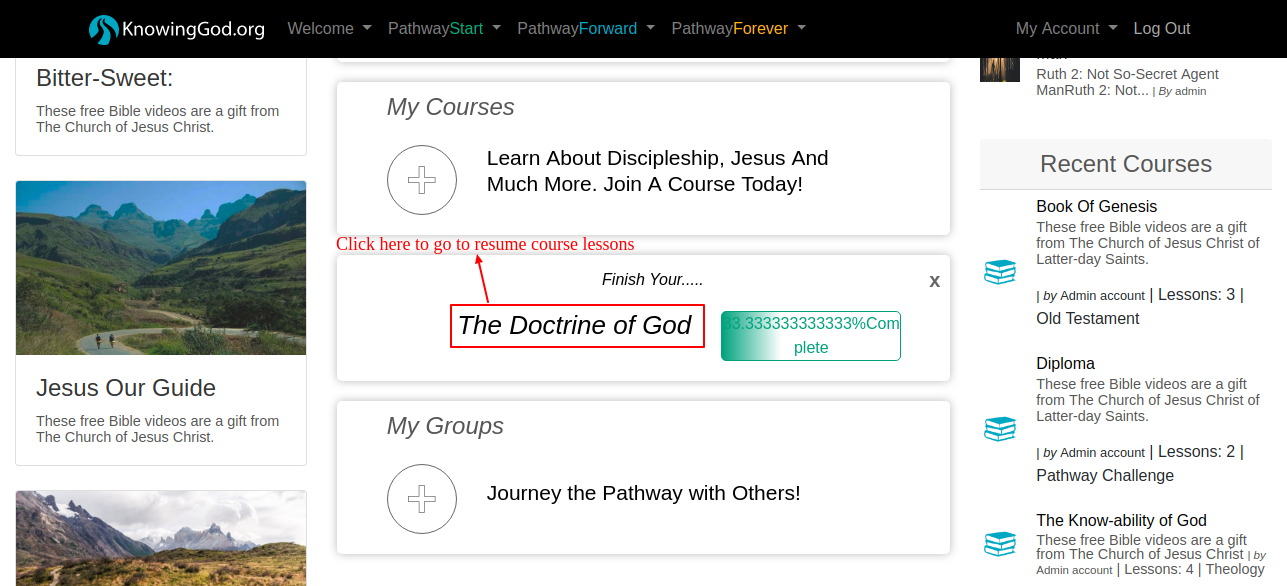 KnowingGod.org Welcome PathwayStart PathwayForward PathwayForever My Account Log Out
Bitter-Sweet:
These free Bible videos are a gift from
The Church of Jesus Christ.
Jesus Our Guide
These free Bible videos are a gift from
The Church of Jesus Christ.
My Courses
Learn About Discipleship, Jesus And
Much More. Join A Course Today!
Click here to go to resume course lessons
Finish Your.....
x
The Doctrine of God
33.333333333333%Com
plete
My Groups
Journey the Pathway with Others!
Ruth 2: Not So-Secret Agent
ManRuth 2: Not... | By admin
Recent Courses
Book Of Genesis
These free Bible videos are a gift
from The Church of Jesus Christ of
Latter-day Saints.
| by Admin account | Lessons: 3 |
Old Testament
Diploma
These free Bible videos are a gift
from The Church of Jesus Christ of
Latter-day Saints.
| by Admin account | Lessons: 2 |
Pathway Challenge
The Know-ability of God
These free Bible videos are a gift
from The Church of Jesus Christ | by
Admin account | Lessons: 4 | Theology